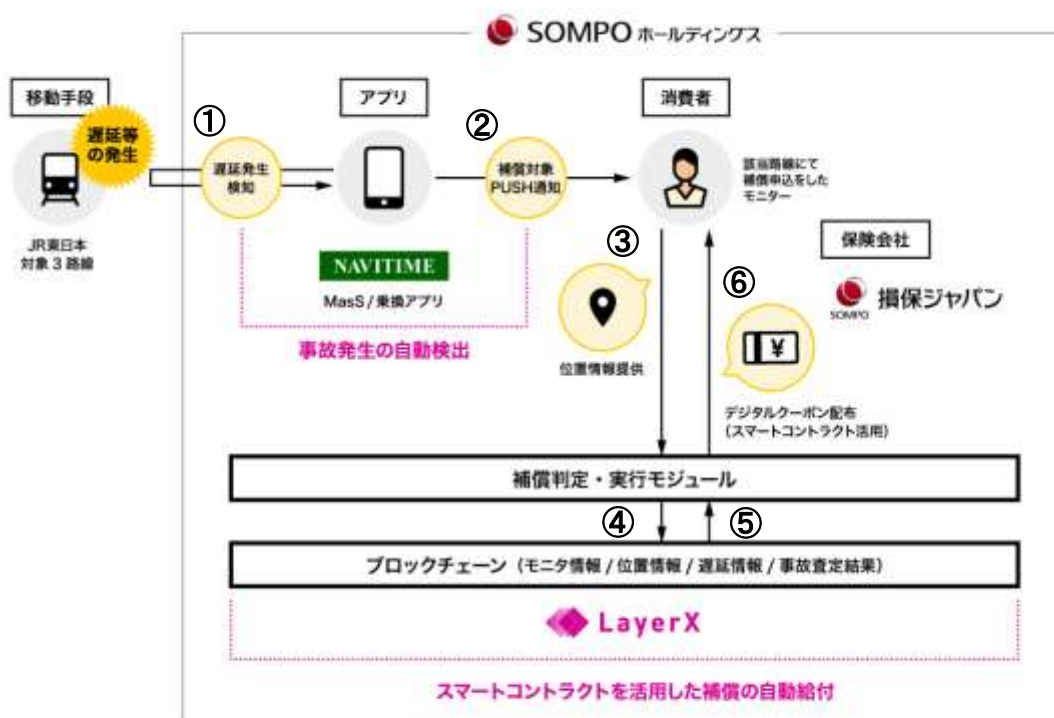 SOMPO ホールディングス
移動手段
アプリ
消費者
遅延等
の発生
①
遅延発生
検知
②
補償対象
PUSH通知
該当路線にて
補償申込をした
モニター
JR東日本
対象3路線
NAVITIME
MasS / 乗換アプリ
事故発生の自動検出
③
位置情報提供
⑥
保険会社
SOMPO 損保ジャパン
¥
デジタルクーポン配布
(スマートコントラクト活用)
補償判定・実行モジュール
④
⑤
ブロックチェーン (モニタ情報 / 位置情報 / 遅延情報 / 事故査定結果)
LayerX
スマートコントラクトを活用した補償の自動給付